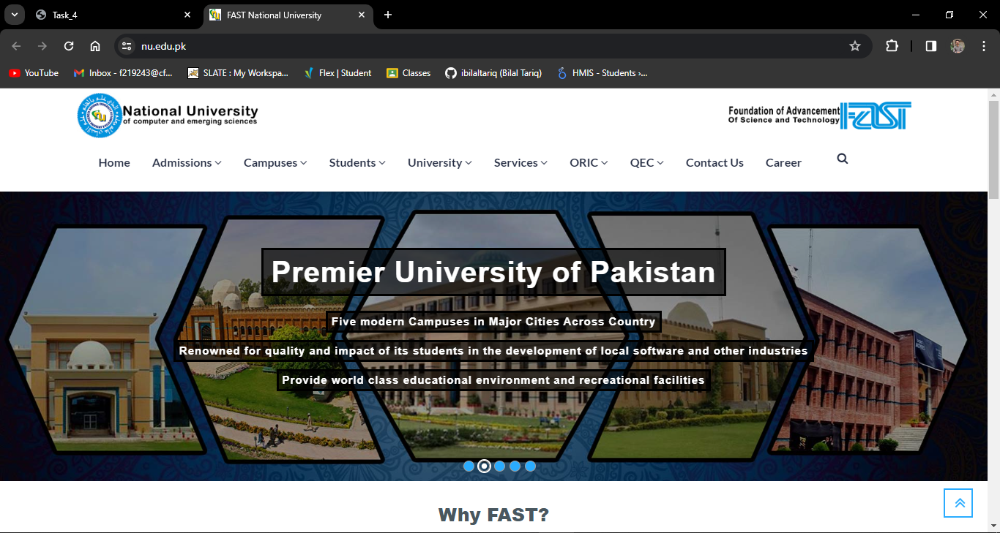 Task_4
FAST National University
nu.edu.pk
YouTube
Inbox - f219243@cf...
SLATE : My Workspa...
Flex | Student
Classes
ibilaltariq (Bilal Tariq)
HMIS - Students ›...
National University
of computer and emerging sciences
Foundation of Advancement
Of Science and Technology
FAST
Home
Admissions
Campuses
Students
University
Services
ORIC
QEC
Contact Us
Career
Premier University of Pakistan
Five modern Campuses in Major Cities Across Country
Renowned for quality and impact of its students in the development of local software and other industries
Provide world class educational environment and recreational facilities
Why FAST?